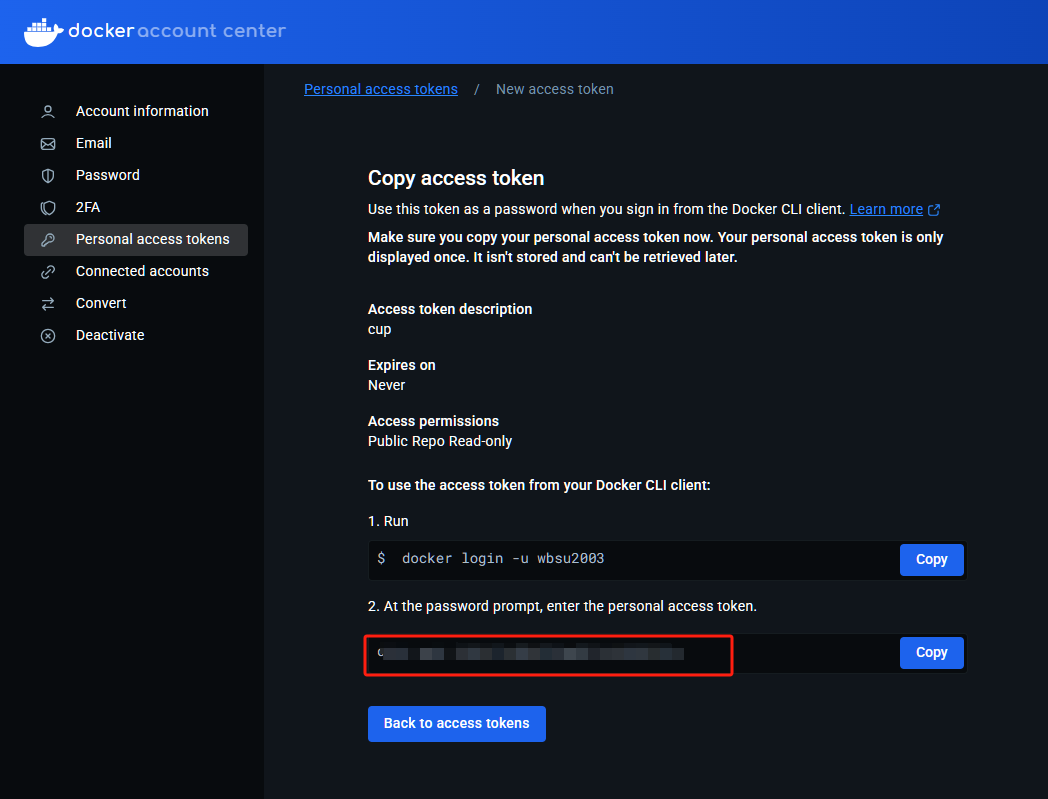 docker account center
Account information
Email
Password
2FA
Personal access tokens
Connected accounts
Convert
Deactivate
Personal access tokens / New access token
Copy access token
Use this token as a password when you sign in from the Docker CLI client. Learn more
Make sure you copy your personal access token now. Your personal access token is only
displayed once. It isn't stored and can't be retrieved later.
Access token description
cup
Expires on
Never
Access permissions
Public Repo Read-only
To use the access token from your Docker CLI client:
1. Run
$ docker login -u wbsu2003
Copy
2. At the password prompt, enter the personal access token.
Copy
Back to access tokens